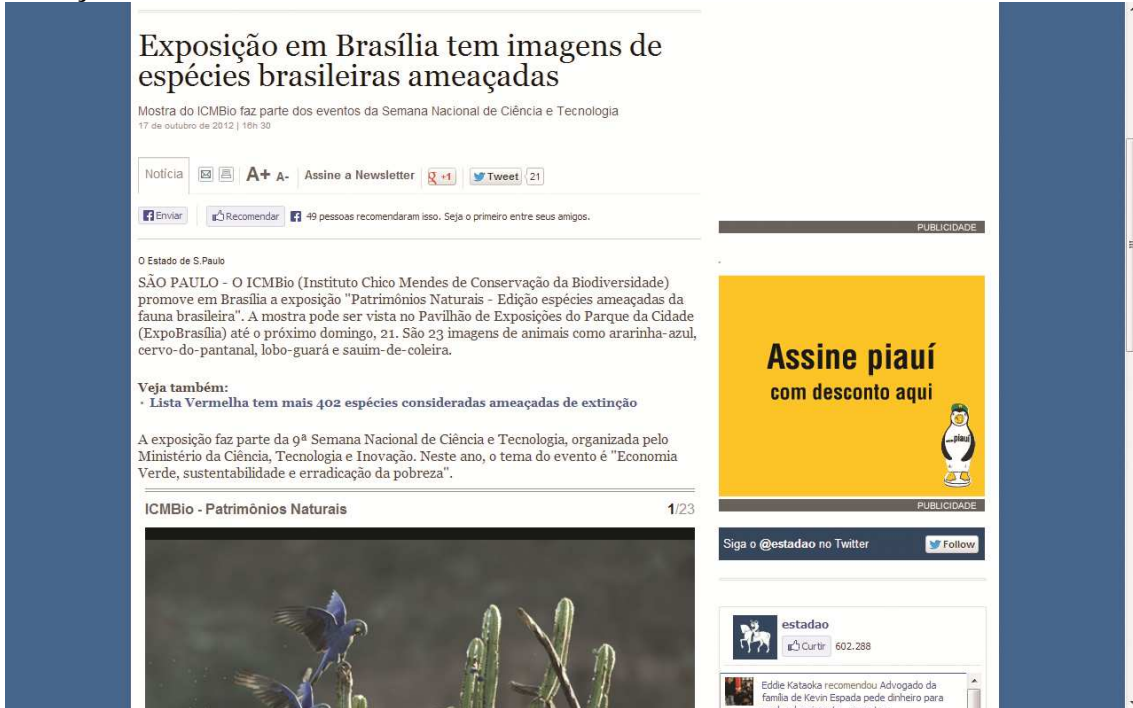 Exposição em Brasília tem imagens de
espécies brasileiras ameaçadas
Mostra do ICMBio faz parte dos eventos da Semana Nacional de Ciência e Tecnologia
17 de outubro de 2012 | 16h 30
Notícia
A+ A-
Assine a Newsletter
+1
Tweet 21
Enviar
Recomendar
49 pessoas recomendaram isso. Seja o primeiro entre seus amigos.
O Estado de S.Paulo
SÃO PAULO - O ICMBio (Instituto Chico Mendes de Conservação da Biodiversidade)
promove em Brasília a exposição "Patrimônios Naturais - Edição espécies ameaçadas da
fauna brasileira". A mostra pode ser vista no Pavilhão de Exposições do Parque da Cidade
(ExpoBrasília) até o próximo domingo, 21. São 23 imagens de animais como ararinha-azul,
cervo-do-pantanal, lobo-guará e sauim-de-coleira.
Veja também:
• Lista Vermelha tem mais 402 espécies consideradas ameaçadas de extinção
A exposição faz parte da 9ª Semana Nacional de Ciência e Tecnologia, organizada pelo
Ministério da Ciência, Tecnologia e Inovação. Neste ano, o tema do evento é "Economia
Verde, sustentabilidade e erradicação da pobreza".
ICMBio - Patrimônios Naturais
1/23
PUBLICIDADE
Assine piauí
com desconto aqui
piauí
PUBLICIDADE
Siga o @estadao no Twitter
Follow
estadao
Curtir 602.288
Eddie Kataoka recomendou Advogado da
família de Kevin Espada pede dinheiro para